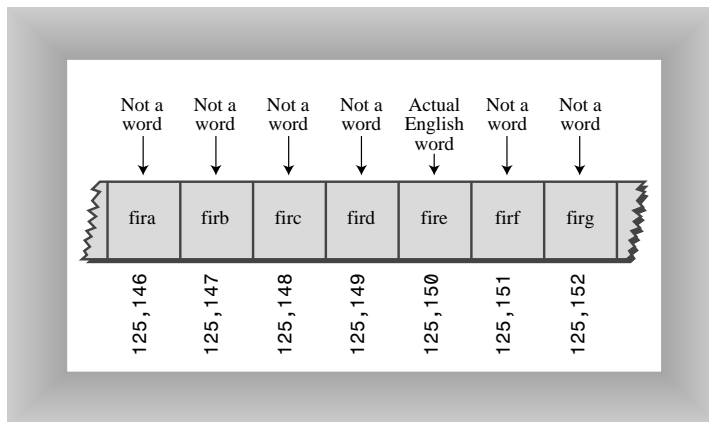 Not a Not a Not a Not a Actual Not a Not a
word word word word English word word
word
fira firb firc fird fire firf firg
125,146 125,147 125,148 125,149 125,150 125,151 125,152